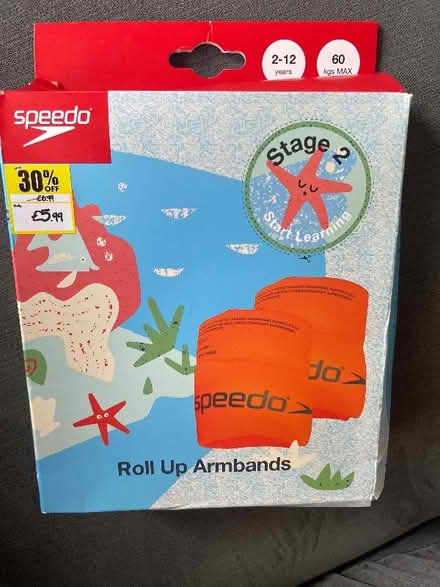 2-12
years
60
kgs MAX
speedo
Stage 2
Start Learning
30% OFF
£5.99
speedo
do
Roll Up Armbands